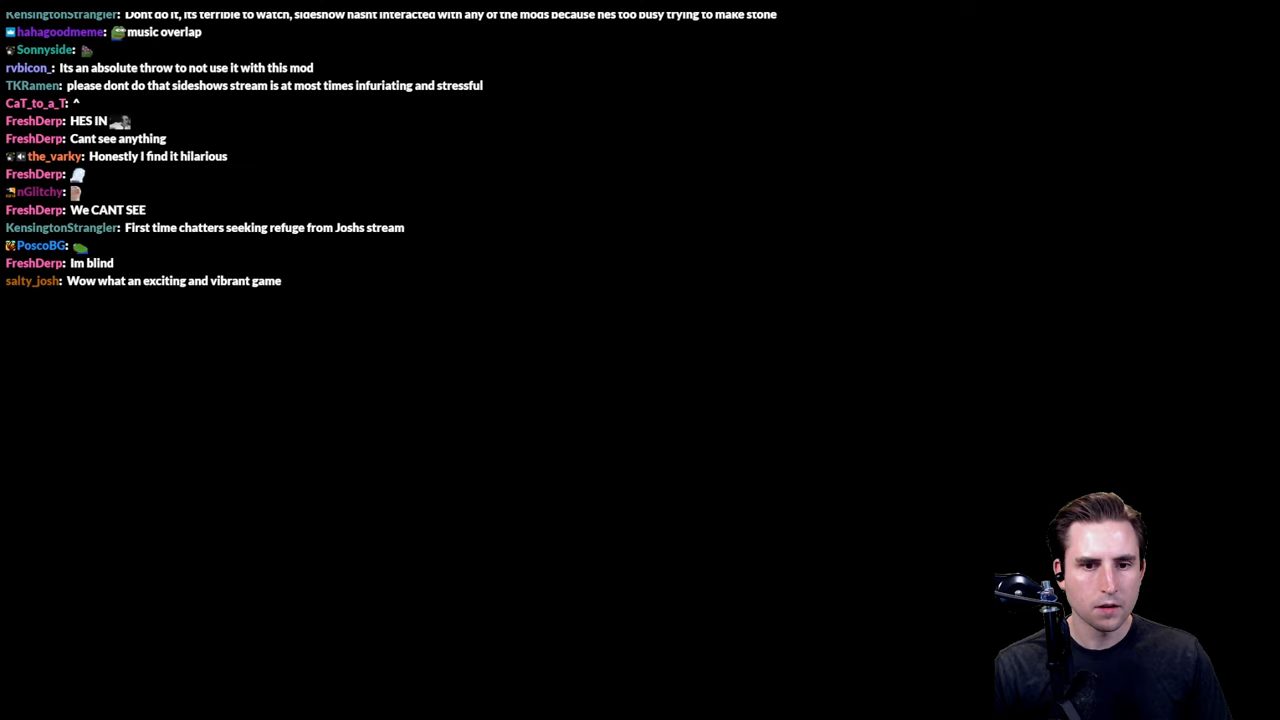 KensingtonStrangler: Dont do it, its terrible to watch, sideshow hasnt interacted with any of the mods because hes too busy trying to make stone
hahagoodmeme: music overlap
Sonnyside:
rvbicon_: Its an absolute throw to not use it with this mod
TKRamen: please dont do that sideshows stream is at most times infuriating and stressful
CaT_to_a_T: ^
FreshDerp: HES IN
FreshDerp: Cant see anything
the_varky: Honestly I find it hilarious
FreshDerp:
nGlitchy:
FreshDerp: We CANT SEE
KensingtonStrangler: First time chatters seeking refuge from Joshs stream
PoscoBG:
FreshDerp: Im blind
salty_josh: Wow what an exciting and vibrant game